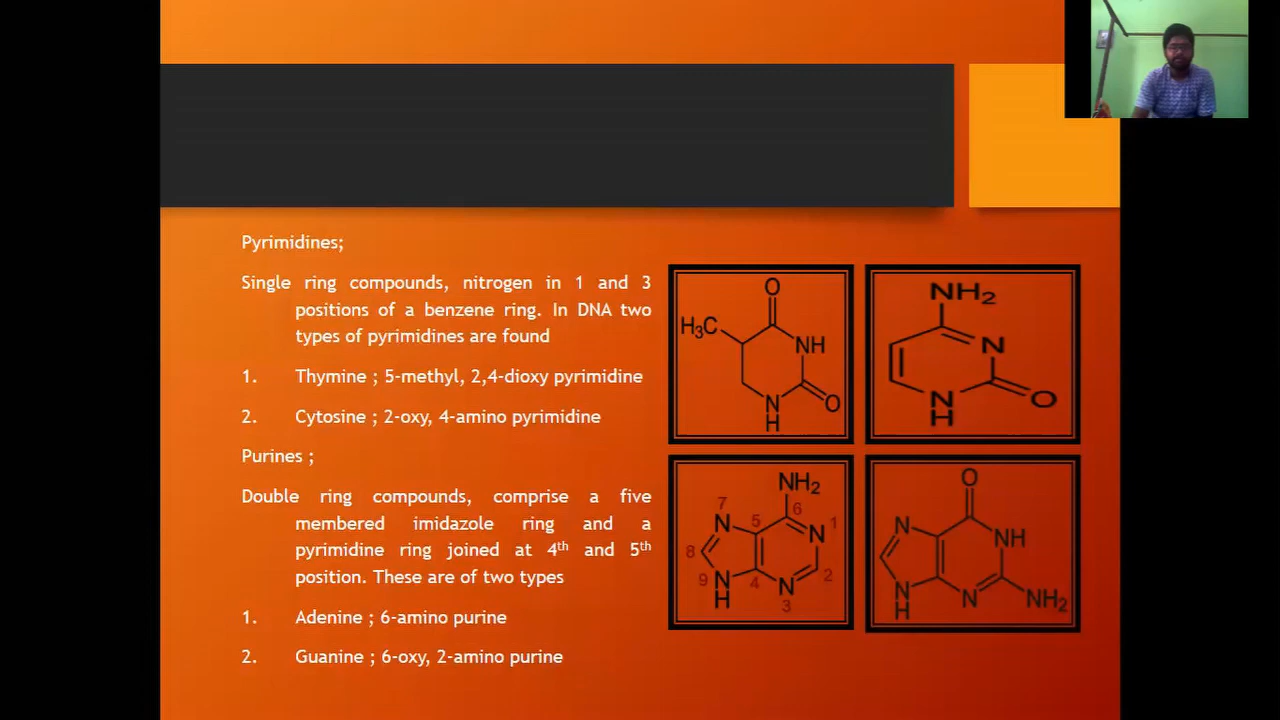 Pyrimidines;
Single ring compounds, nitrogen in 1 and 3
positions of a benzene ring. In DNA two
types of pyrimidines are found
1. Thymine ; 5-methyl, 2,4-dioxy pyrimidine
2. Cytosine ; 2-oxy, 4-amino pyrimidine
Purines ;
Double ring compounds, comprise a five
membered imidazole ring and a
pyrimidine ring joined at 4th and 5th
position. These are of two types
1. Adenine ; 6-amino purine
2. Guanine ; 6-oxy, 2-amino purine
O
H3C
NH
N
H
O
NH2
N
N
H
O
NH2
7
6
5
N
N
1
8
2
9
N
4
N
H
3
O
N
NH
N
N
NH2
H